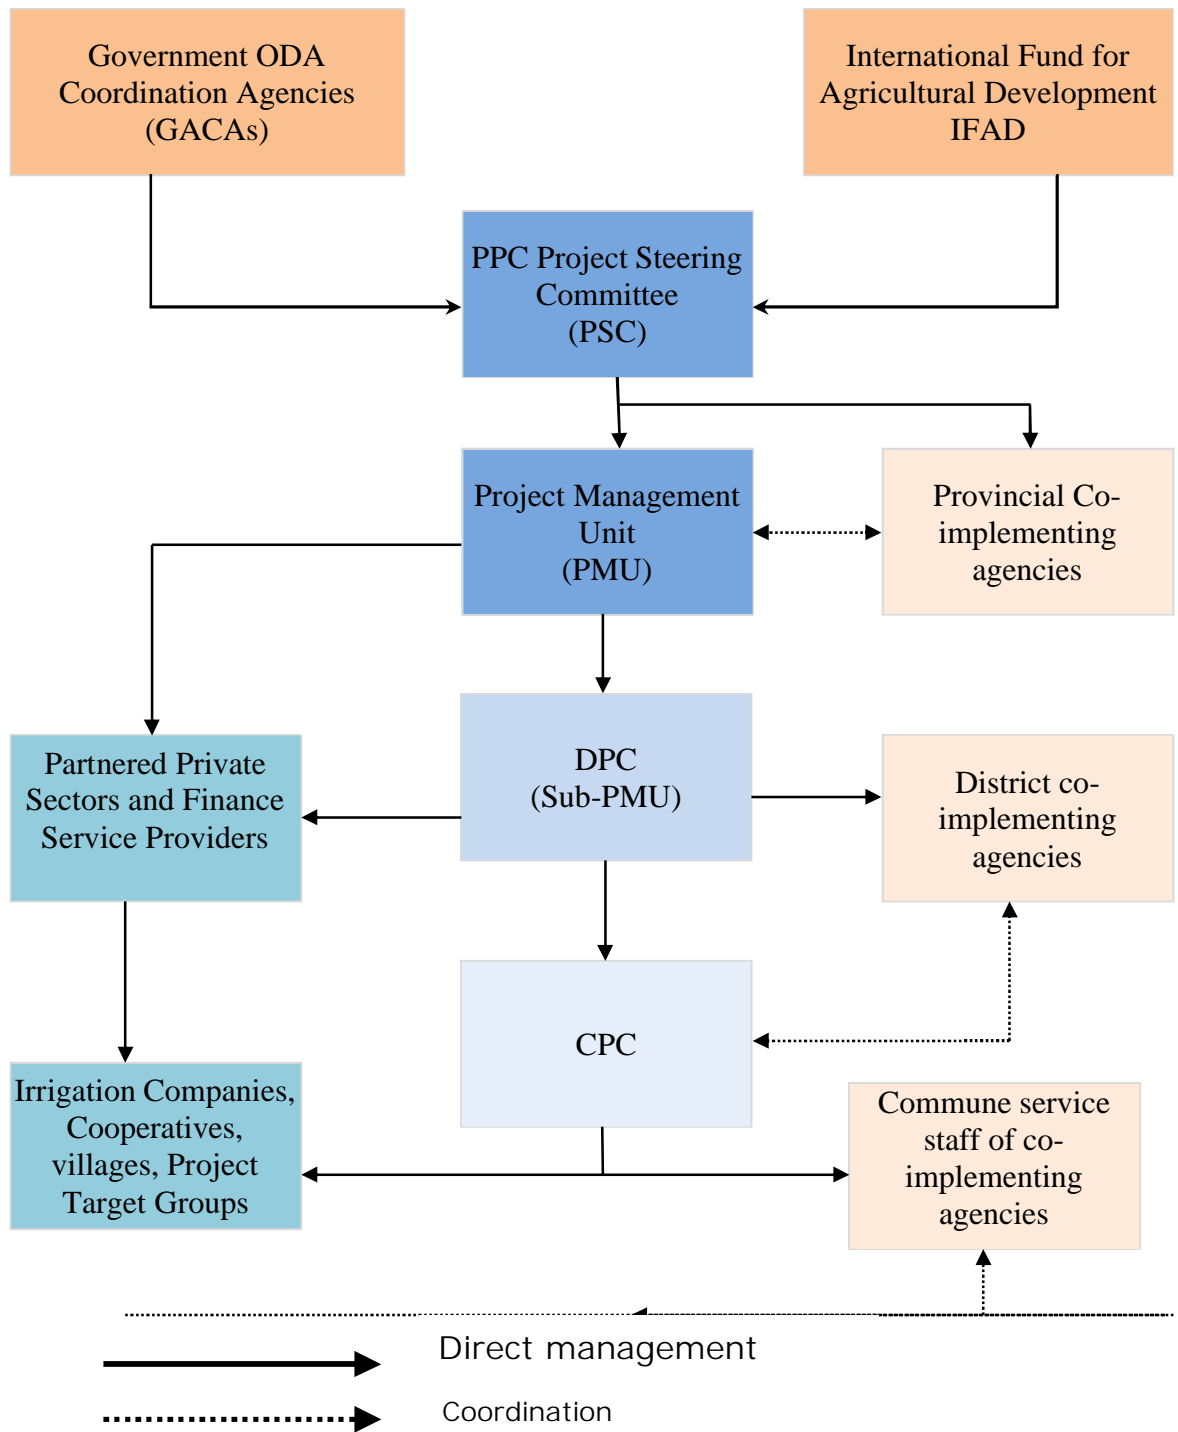 Government ODA
Coordination Agencies
(GACAs)
International Fund for
Agricultural Development
IFAD
PPC Project Steering
Committee
(PSC)
Project Management
Unit
(PMU)
Provincial Co-
implementing
agencies
Partnered Private
Sectors and Finance
Service Providers
DPC
(Sub-PMU)
District co-
implementing
agencies
CPC
Irrigation Companies,
Cooperatives,
villages, Project
Target Groups
Commune service
staff of co-
implementing
agencies
Direct management
Coordination